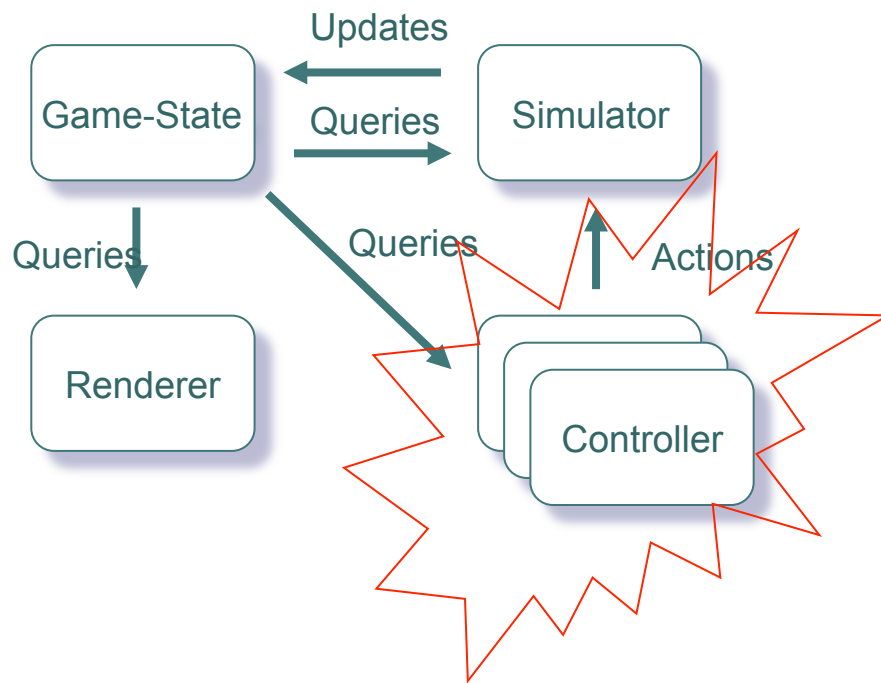 Updates
Game-State
Simulator
Queries
Queries
Queries
Actions
Renderer
Controller